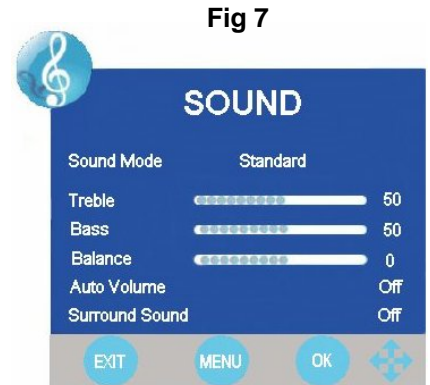 Fig 7
SOUND
Sound Mode Standard
Treble 50
Bass 50
Balance 0
Auto Volume Off
Surround Sound Off
EXIT MENU OK